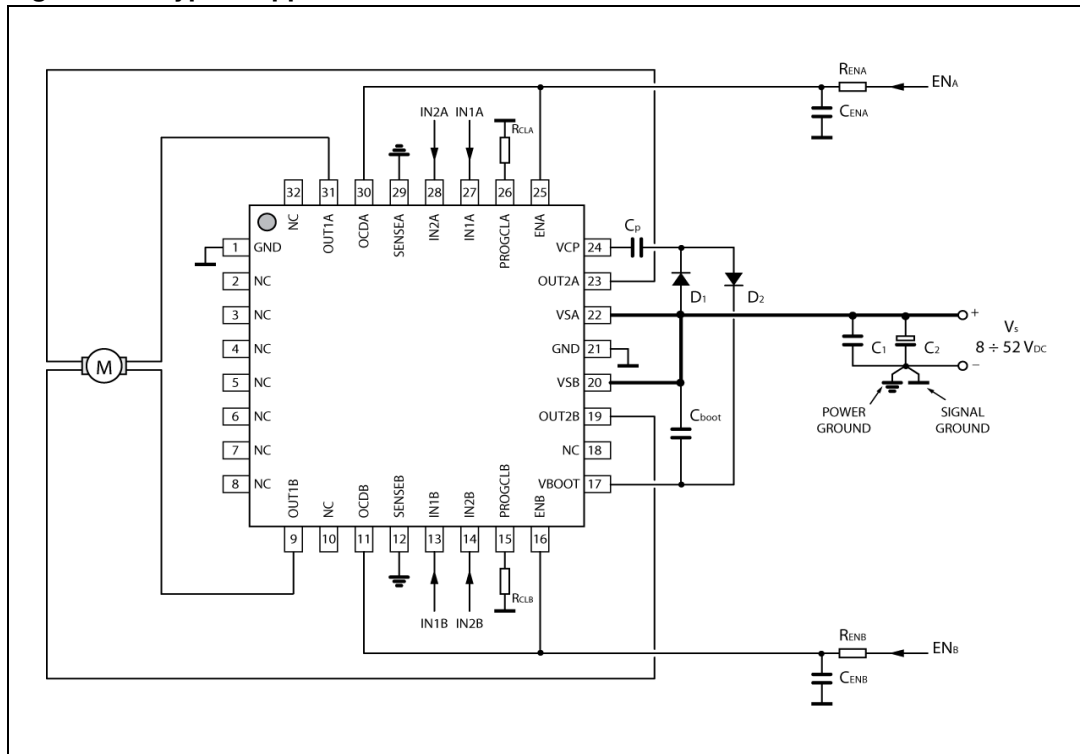 RENA
ENA
CENA
IN2A IN1A
RCLA
32 31 30 29 28 27 26 25
NC OUT1A OCDA SENSEA IN2A IN1A PROGCLA ENA
1 GND
2 NC
3 NC
4 NC
5 NC
6 NC
7 NC
8 NC
VCP 24
OUT2A 23
VSA 22
GND 21
VSB 20
OUT2B 19
NC 18
VBOOT 17
Cp
D1
D2
M
+
Vs
8 ÷ 52 VDC
−
C1
C2
POWER
GROUND
SIGNAL
GROUND
Cboot
OUT1B NC OCDB SENSEB IN1B IN2B PROGCLB ENB
9 10 11 12 13 14 15 16
RCLB
IN1B IN2B
RENB
ENB
CENB